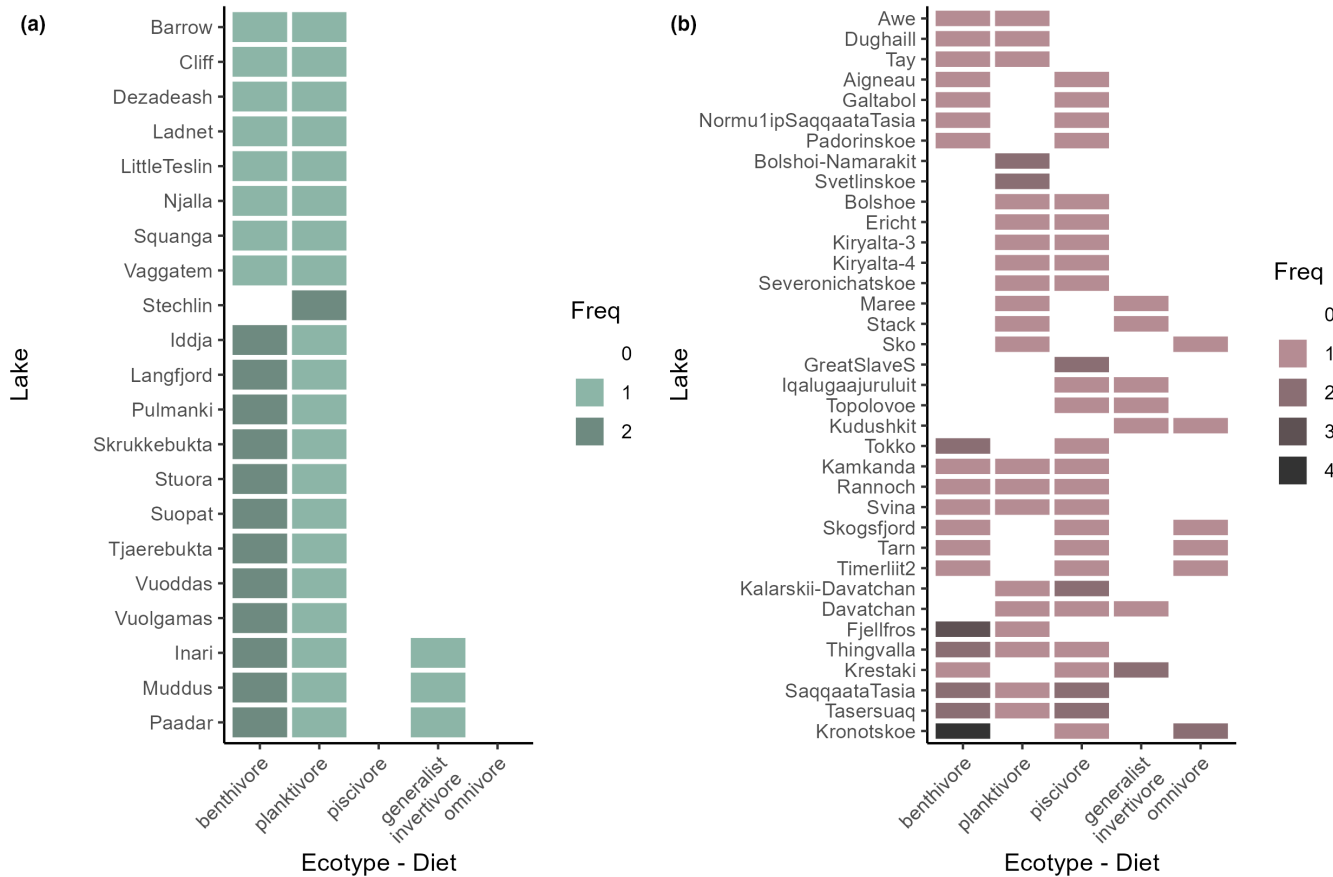 (a)
Barrow
Cliff
Dezadeash
Ladnet
LittleTeslin
Njalla
Squanga
Vaggatem
Stechlin
Iddja
Langfjord
Pulmanki
Skrukkebukta
Stuora
Suopat
Tjaerebukta
Vuoddas
Vuolgamas
Inari
Muddus
Paadar
Lake
benthivore
planktivore
piscivore
generalist
invertivore
omnivore
Ecotype - Diet
Freq
0
1
2
(b)
Awe
Dughaill
Tay
Aigneau
Galtabol
Normu1ipSaqqaataTasia
Padorinskoe
Bolshoi-Namarakit
Svetlinskoe
Bolshoe
Ericht
Kiryalta-3
Kiryalta-4
Severonichatskoe
Maree
Stack
Sko
GreatSlaveS
Iqalugaajuruluit
Topolovoe
Kudushkit
Tokko
Kamkanda
Rannoch
Svina
Skogsfjord
Tarn
Timerliit2
Kalarskii-Davatchan
Davatchan
Fjellfros
Thingvalla
Krestaki
SaqqaataTasia
Tasersuaq
Kronotskoe
Lake
benthivore
planktivore
piscivore
generalist
invertivore
omnivore
Ecotype - Diet
Freq
0
1
2
3
4